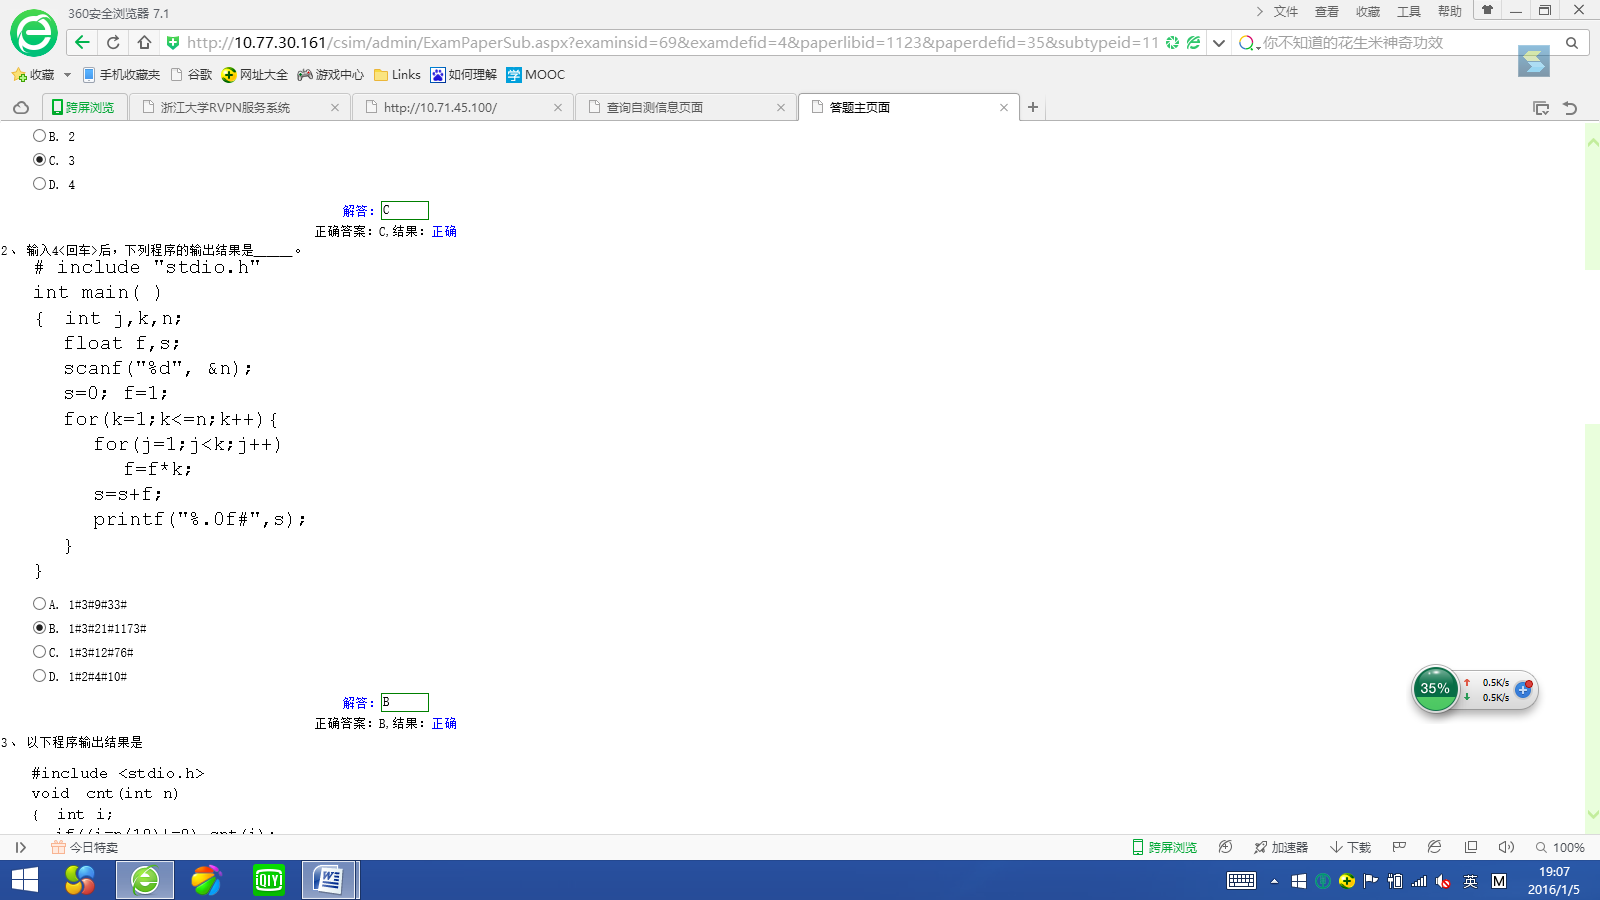 360安全浏览器 7.1
文件 查看 收藏 工具 帮助
http://10.77.30.161/csim/admin/ExamPaperSub.aspx?examinsid=69&examdefid=4&paperlibid=1123&paperdefid=35&subtypeid=11
你不知道的花生米神奇功效
收藏 手机收藏夹 谷歌 网址大全 游戏中心 Links 如何理解 学 MOOC
跨屏浏览 浙江大学RVPN服务系统 http://10.71.45.100/ 查询自测信息页面 答题主页面
B. 2
C. 3
D. 4
解答: C
正确答案: C,结果: 正确
2、 输入4<回车>后, 下列程序的输出结果是______。
# include "stdio.h"
int main( )
{ int j,k,n;
float f,s;
scanf("%d", &n);
s=0; f=1;
for(k=1;k<=n;k++){
for(j=1;j<k;j++)
f=f*k;
s=s+f;
printf("%.0f#",s);
}
}
A. 1#3#9#33#
B. 1#3#21#1173#
C. 1#3#12#76#
D. 1#2#4#10#
解答: B
正确答案: B,结果: 正确
3、 以下程序输出结果是
#include <stdio.h>
void cnt(int n)
{ int i;
if((i=n/10)!=0) cnt(i);
35%
0.5K/s
0.5K/s
今日特卖
跨屏浏览 加速器 下载 100%
QIYI
英 M
19:07
2016/1/5